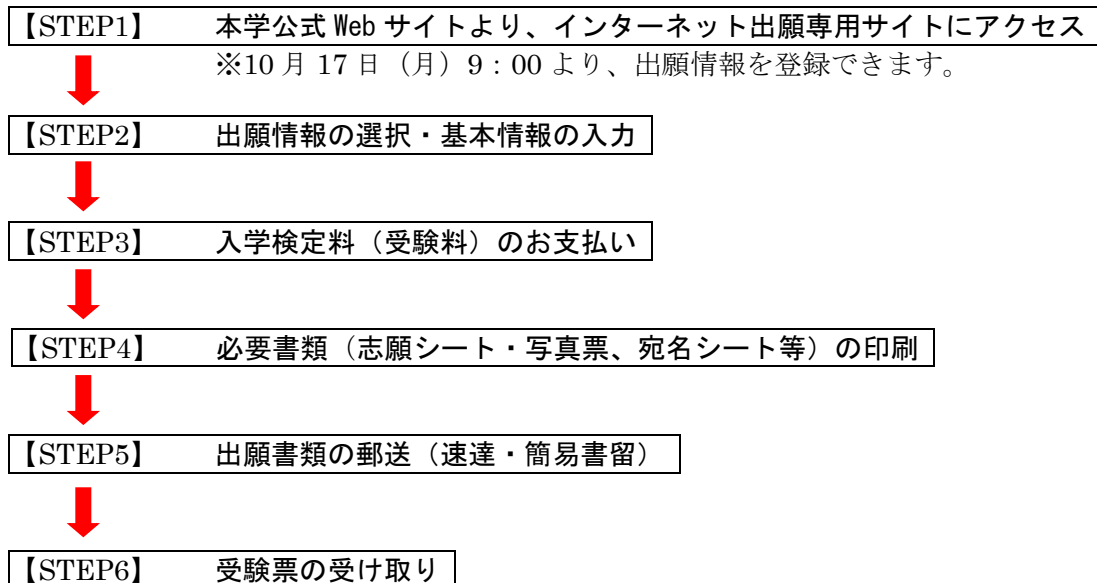 【STEP1】 本学公式 Web サイトより、インターネット出願専用サイトにアクセス
※10 月 17 日（月）9：00 より、出願情報を登録できます。
【STEP2】 出願情報の選択・基本情報の入力
【STEP3】 入学検定料（受験料）のお支払い
【STEP4】 必要書類（志願シート・写真票、宛名シート等）の印刷
【STEP5】 出願書類の郵送（速達・簡易書留）
【STEP6】 受験票の受け取り